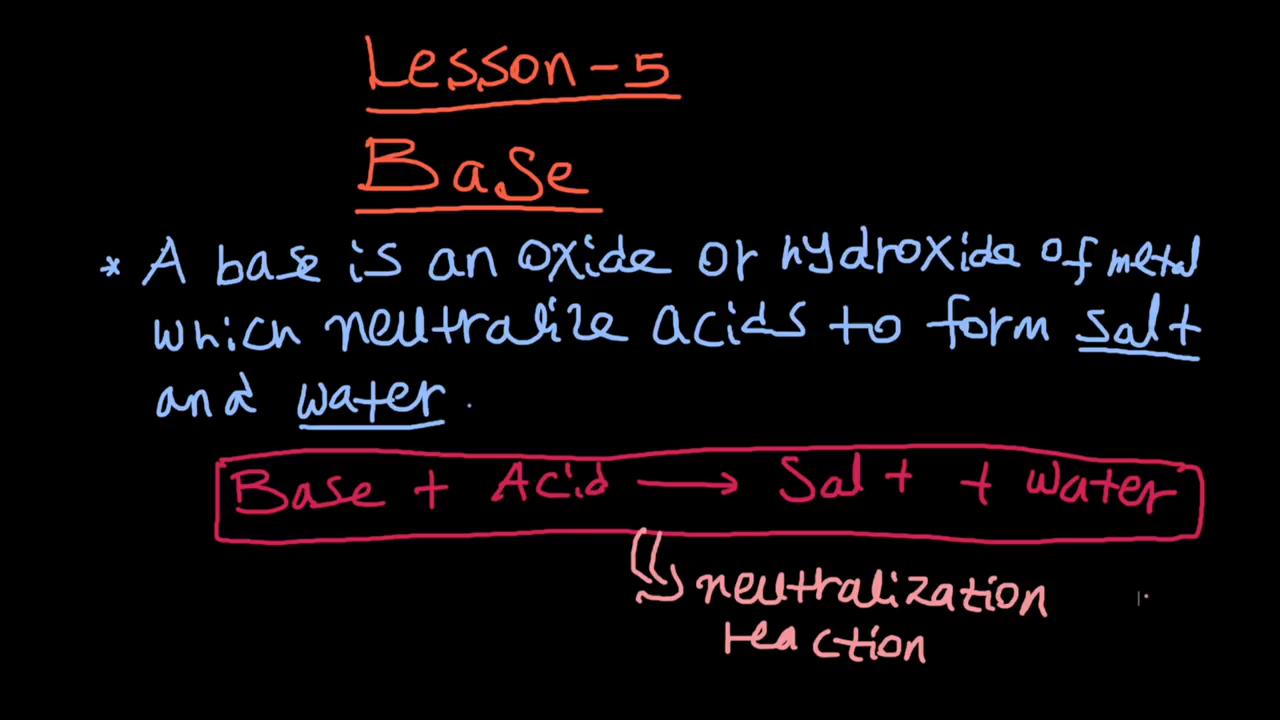 Lesson-5
Base
* A base is an oxide or hydroxide of metal
which neutralize acids to form salt
and water.
Base + Acid → Salt + Water
neutralization
reaction